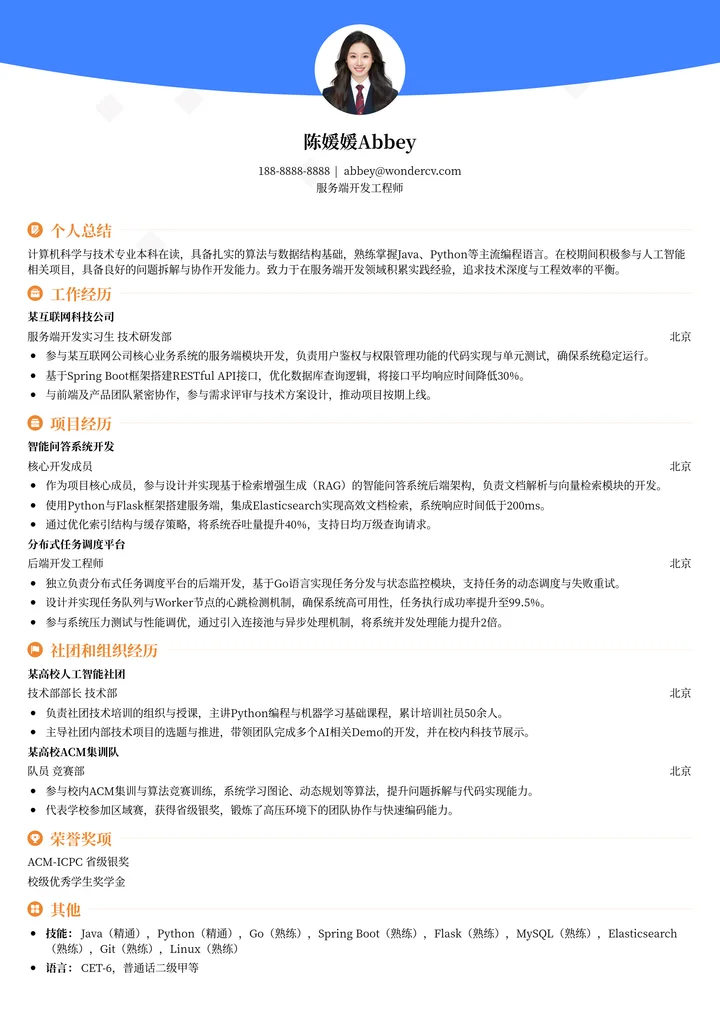 陈媛媛Abbey
188-8888-8888 | abbey@wondercv.com
服务端开发工程师
个人总结
计算机科学与技术专业本科在读，具备扎实的算法与数据结构基础，熟练掌握Java、Python等主流编程语言。在校期间积极参与人工智能
相关项目，具备良好的问题拆解与协作开发能力。致力于在服务端开发领域积累实践经验，追求技术深度与工程效率的平衡。
工作经历
某互联网科技公司
服务端开发实习生 技术研发部 北京
• 参与某互联网公司核心业务系统的服务端模块开发，负责用户鉴权与权限管理功能的代码实现与单元测试，确保系统稳定运行。
• 基于Spring Boot框架搭建RESTful API接口，优化数据库查询逻辑，将接口平均响应时间降低30%。
• 与前端及产品团队紧密协作，参与需求评审与技术方案设计，推动项目按期上线。
项目经历
智能问答系统开发
核心开发成员 北京
• 作为项目核心成员，参与设计并实现基于检索增强生成（RAG）的智能问答系统后端架构，负责文档解析与向量检索模块的开发。
• 使用Python与Flask框架搭建服务端，集成Elasticsearch实现高效文档检索，系统响应时间低于200ms。
• 通过优化索引结构与缓存策略，将系统吞吐量提升40%，支持日均万级查询请求。
分布式任务调度平台
后端开发工程师 北京
• 独立负责分布式任务调度平台的后端开发，基于Go语言实现任务分发与状态监控模块，支持任务的动态调度与失败重试。
• 设计并实现任务队列与Worker节点的心跳检测机制，确保系统高可用性，任务执行成功率提升至99.5%。
• 参与系统压力测试与性能调优，通过引入连接池与异步处理机制，将系统并发处理能力提升2倍。
社团和组织经历
某高校人工智能社团
技术部部长 技术部 北京
• 负责社团技术培训的组织与授课，主讲Python编程与机器学习基础课程，累计培训社员50余人。
• 主导社团内部技术项目的选题与推进，带领团队完成多个AI相关Demo的开发，并在校内科技节展示。
某高校ACM集训队
队员 竞赛部 北京
• 参与校内ACM集训与算法竞赛训练，系统学习图论、动态规划等算法，提升问题拆解与代码实现能力。
• 代表学校参加区域赛，获得省级银奖，锻炼了高压环境下的团队协作与快速编码能力。
荣誉奖项
ACM-ICPC 省级银奖
校级优秀学生奖学金
其他
• 技能： Java（精通），Python（精通），Go（熟练），Spring Boot（熟练），Flask（熟练），MySQL（熟练），Elasticsearch
（熟练），Git（熟练），Linux（熟练）
• 语言： CET-6，普通话二级甲等